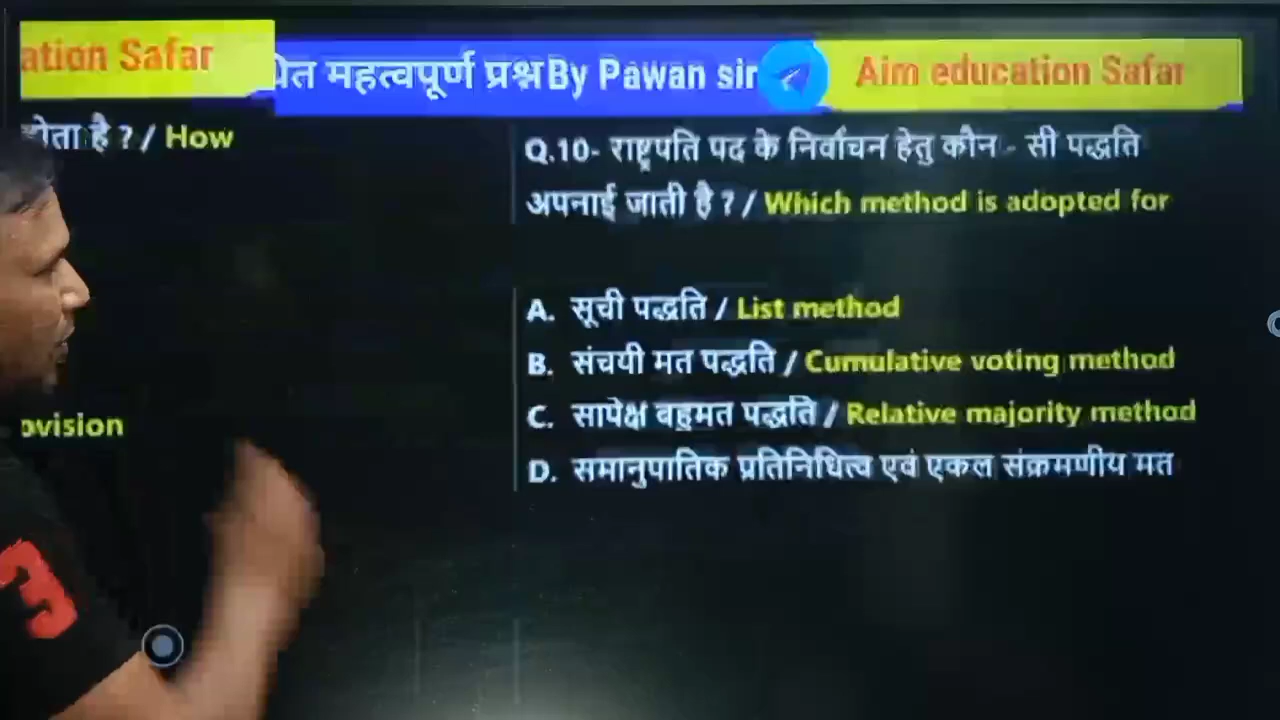 ation Safar
महत्वपूर्ण प्रश्न By Pawan sir
Aim education Safar
होता है ? / How
ovision
Q.10- राष्ट्रपति पद के निर्वाचन हेतु कौन - सी पद्धति
अपनाई जाती है ? / Which method is adopted for
A. सूची पद्धति / List method
B. संचयी मत पद्धति / Cumulative voting method
C. सापेक्ष बहुमत पद्धति / Relative majority method
D. समानुपातिक प्रतिनिधित्व एवं एकल संक्रमणीय मत
3